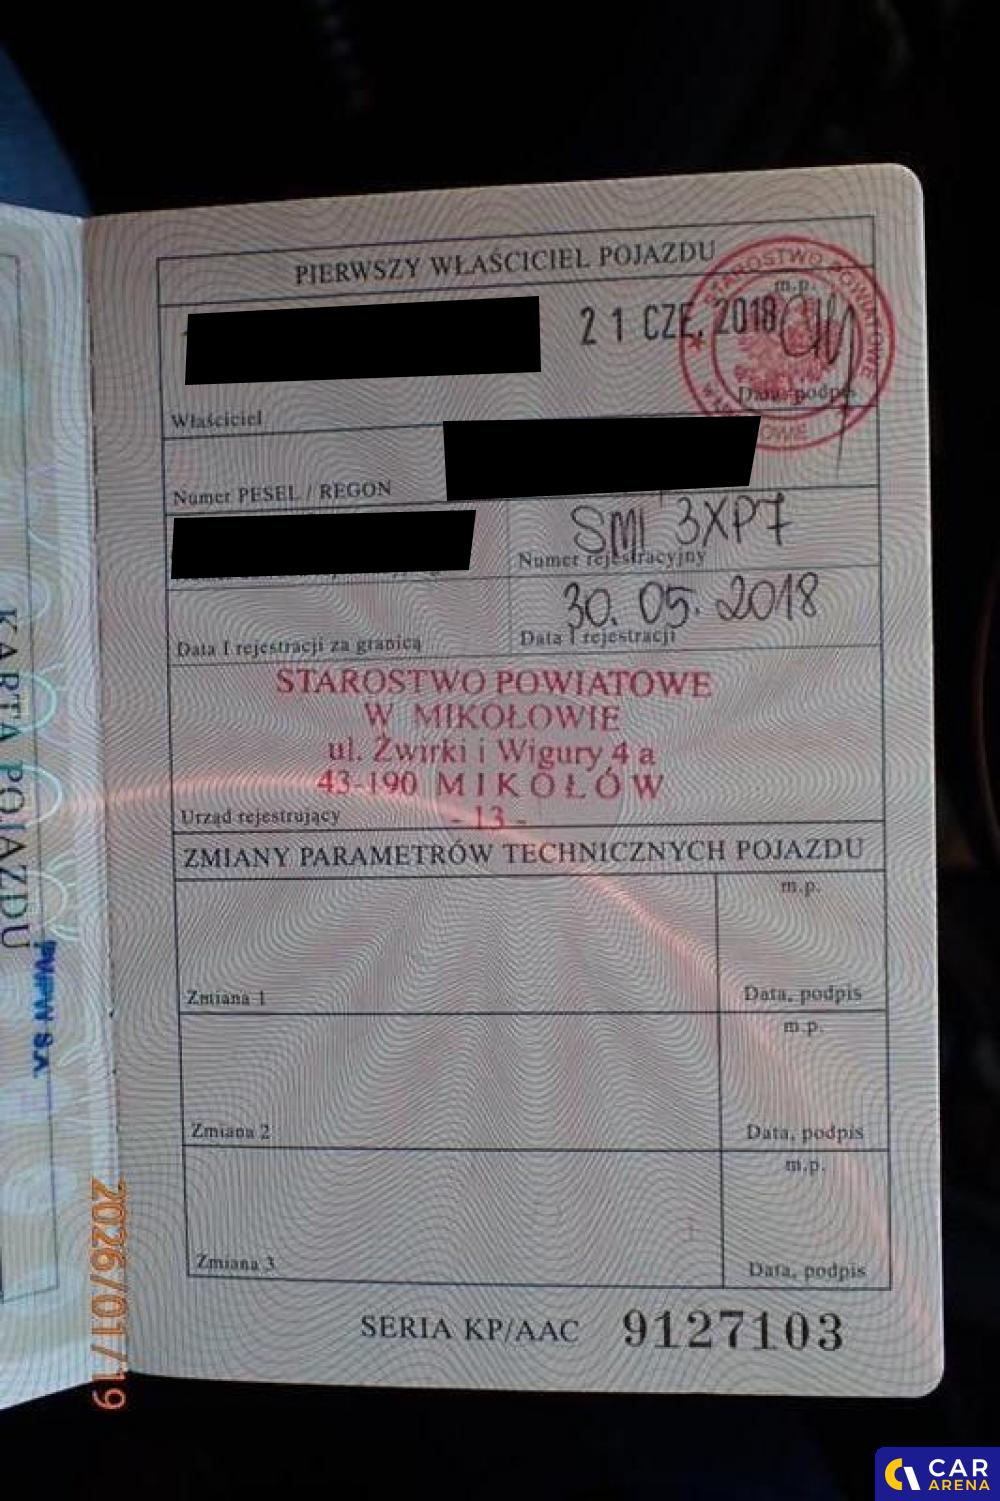 PIERWSZY WŁAŚCICIEL POJAZDU
STAROSTWO POWIATOWE
m.p.
21 CZE. 2018
Data, podpis
Właściciel
Numer PESEL / REGON
SMI 3XP7
Numer rejestracyjny
30. 05. 2018
Data I rejestracji za granicą
Data I rejestracji
STAROSTWO POWIATOWE
W MIKOŁOWIE
ul. Żwirki i Wigury 4 a
43-190 MIKOŁÓW
- 13 -
Urząd rejestrujący
ZMIANY PARAMETRÓW TECHNICZNYCH POJAZDU
m.p.
Zmiana 1
Data, podpis
m.p.
Zmiana 2
Data, podpis
m.p.
Zmiana 3
Data, podpis
SERIA KP/AAC 9127103
KARTA POJAZDU
PWPW S.A.
2026/01/19
CAR
ARENA